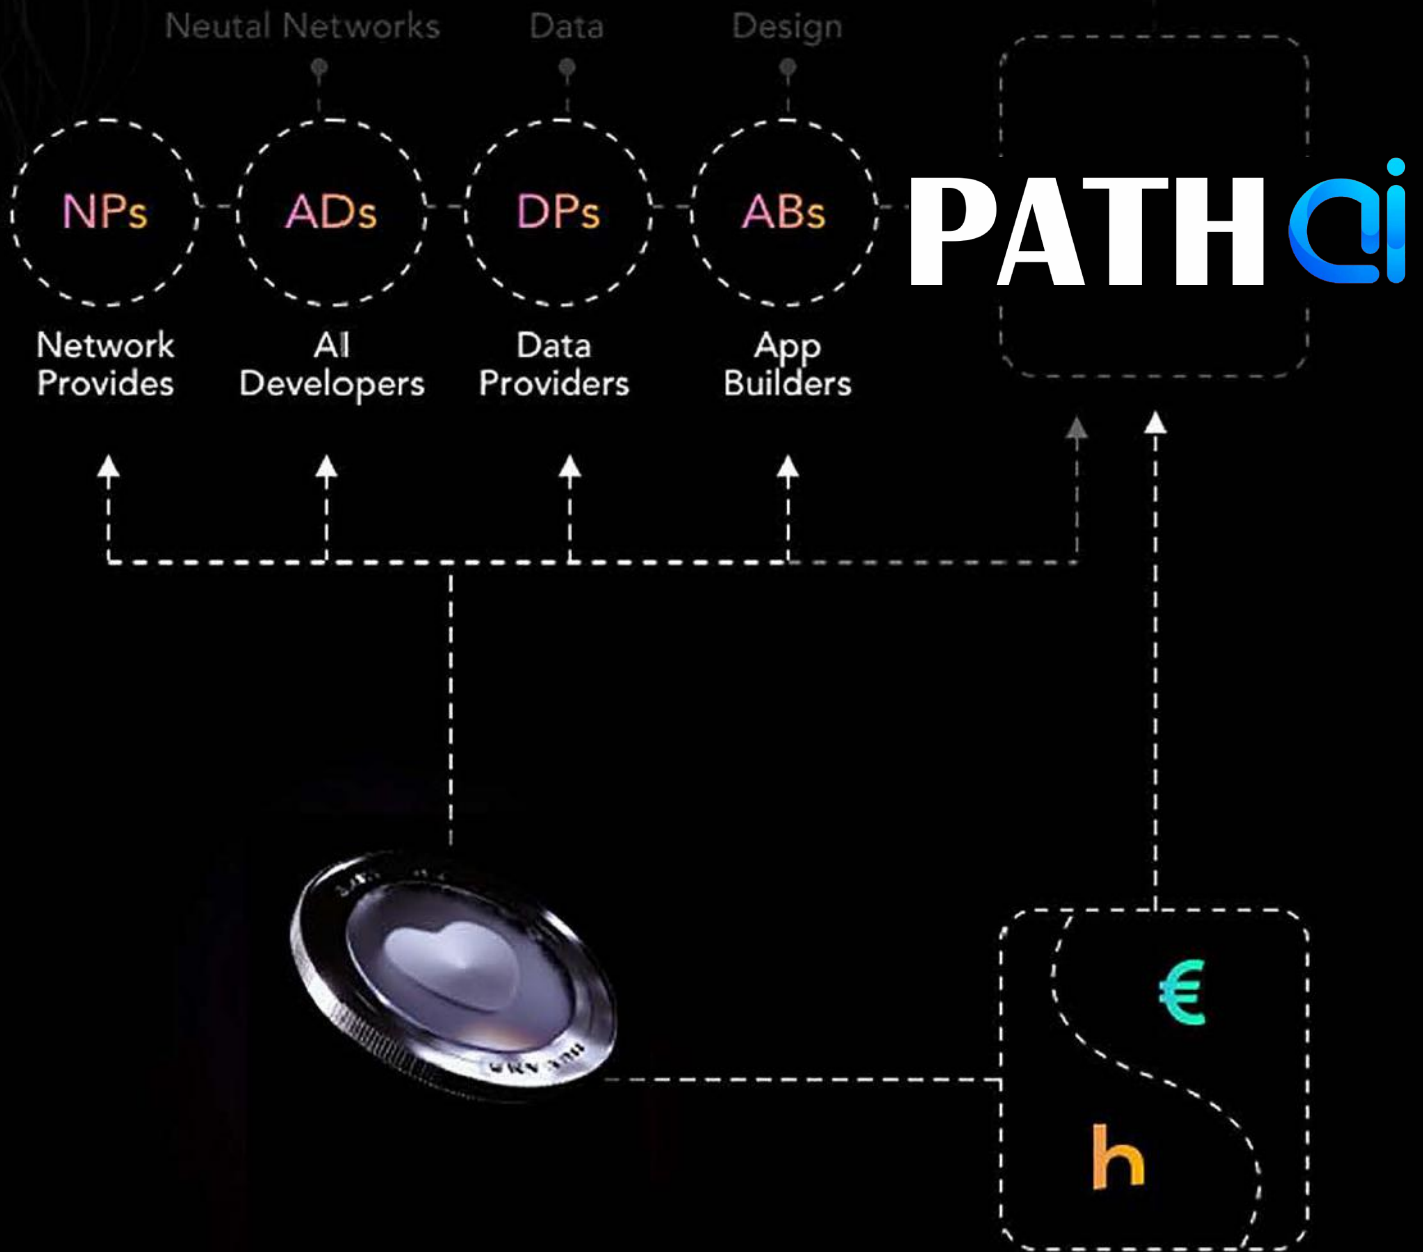 Neutal Networks
Data
Design
NPs
ADs
DPs
ABs
PATH ai
Network
Provides
AI
Developers
Data
Providers
App
Builders
€
h